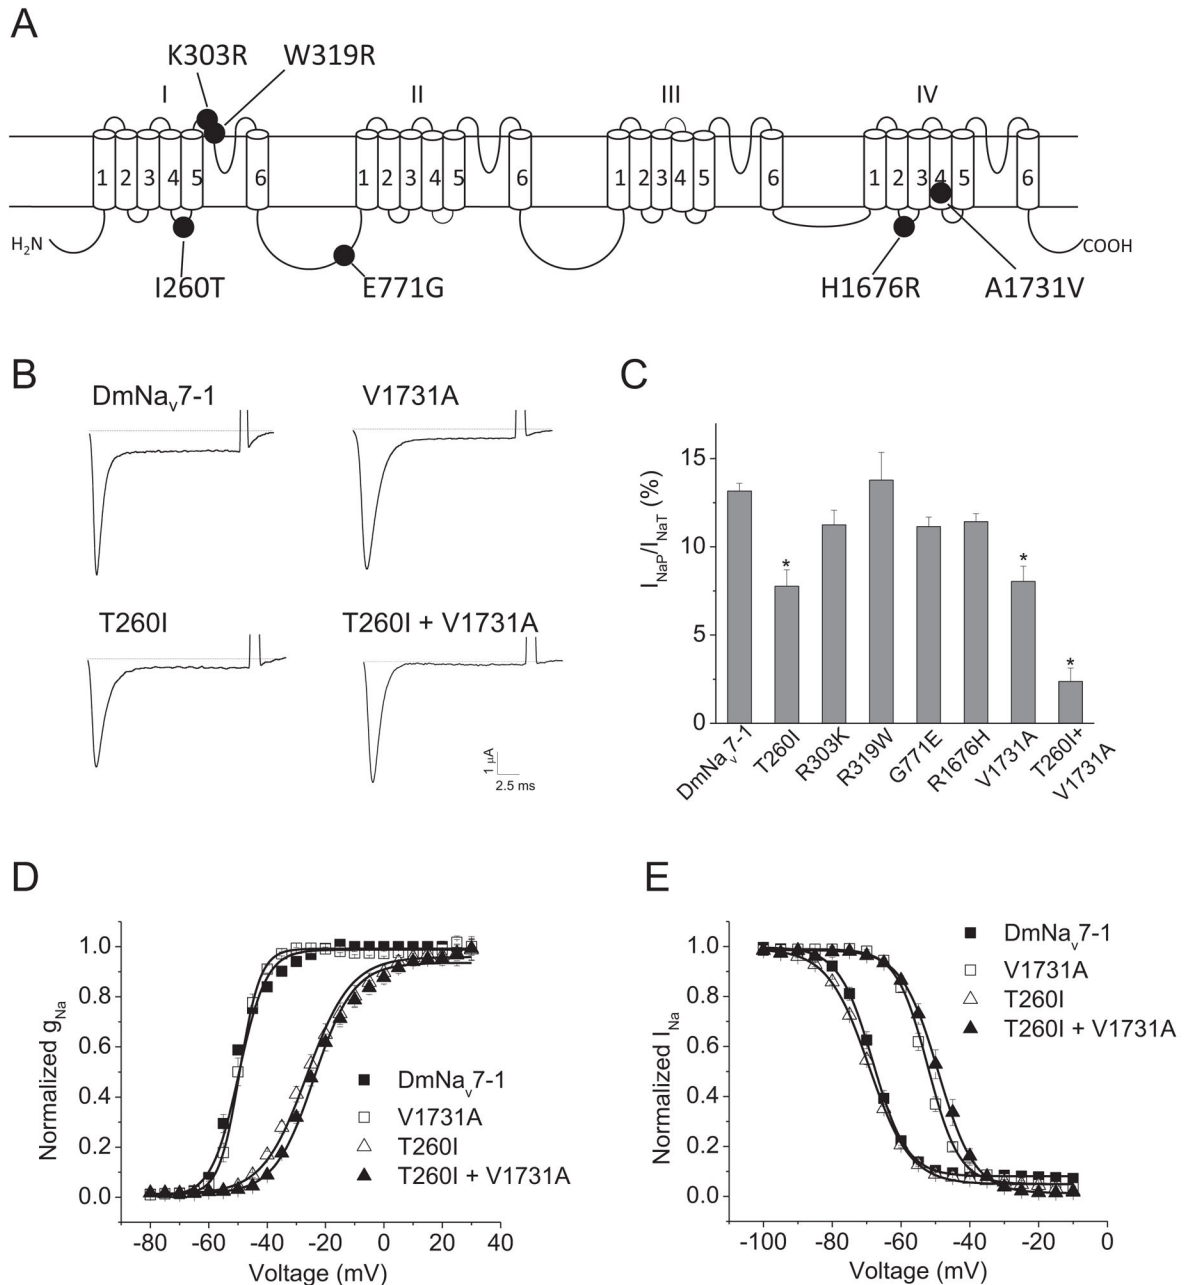 A
K303R W319R
I II III IV
1 2 3 4 5 6 1 2 3 4 5 6 1 2 3 4 5 6 1 2 3 4 5 6
H₂N COOH
I260T E771G H1676R A1731V
B
DmNaᵥ7-1 V1731A
T260I T260I + V1731A
1 µA
2.5 ms
C
I_NaP/I_NaT (%)
15
10
5
0
* * *
DmNaᵥ7-1 T260I R303K R319W G771E R1676H V1731A T260I+
V1731A
D
Normalized g_Na
1.0
0.8
0.6
0.4
0.2
0.0
DmNaᵥ7-1
V1731A
T260I
T260I + V1731A
-80 -60 -40 -20 0 20 40
Voltage (mV)
E
Normalized I_Na
1.0
0.8
0.6
0.4
0.2
0.0
DmNaᵥ7-1
V1731A
T260I
T260I + V1731A
-100 -80 -60 -40 -20 0
Voltage (mV)